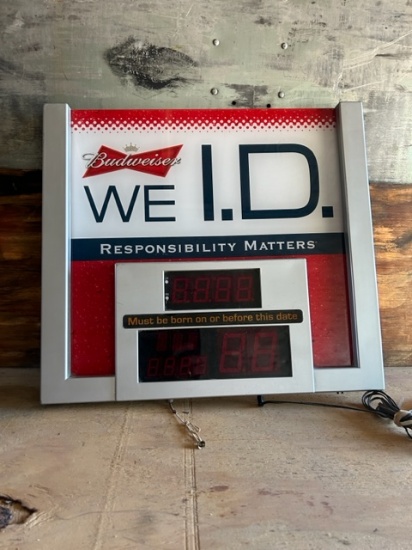 Budweiser
WE I.D.
RESPONSIBILITY MATTERS
Must be born on or before this date